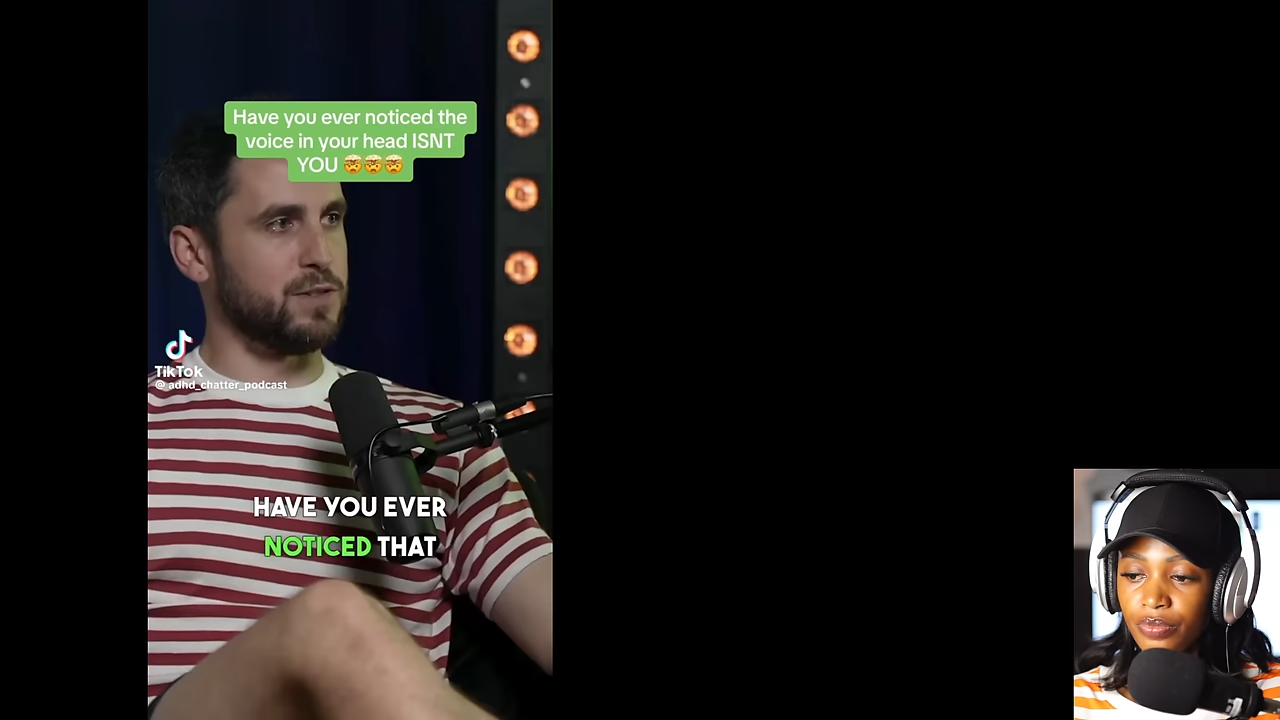 Have you ever noticed the
voice in your head ISNT
YOU 🤯🤯🤯
TikTok
@adhd_chatter_podcast
HAVE YOU EVER
NOTICED THAT